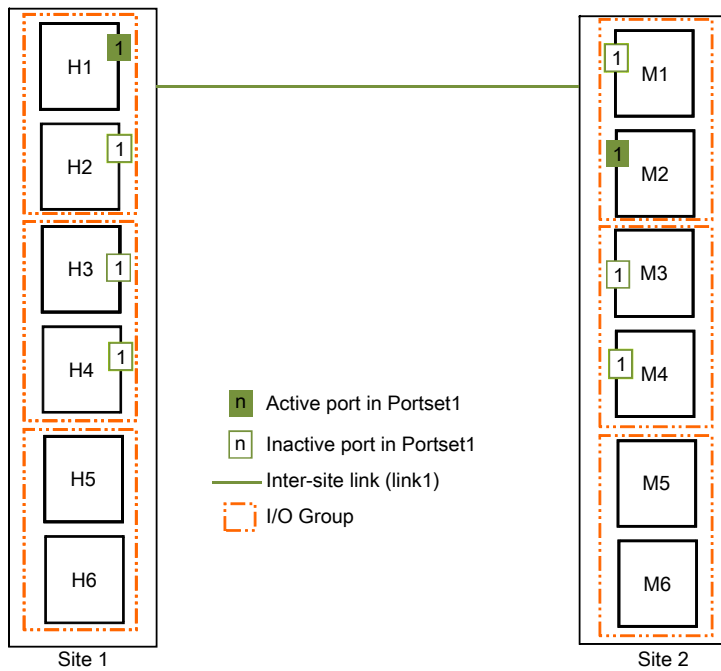 1
H1
1
H2
1
H3
1
H4
H5
H6
Site 1
1
M1
1
M2
1
M3
1
M4
M5
M6
Site 2
n Active port in Portset1
n Inactive port in Portset1
Inter-site link (link1)
I/O Group